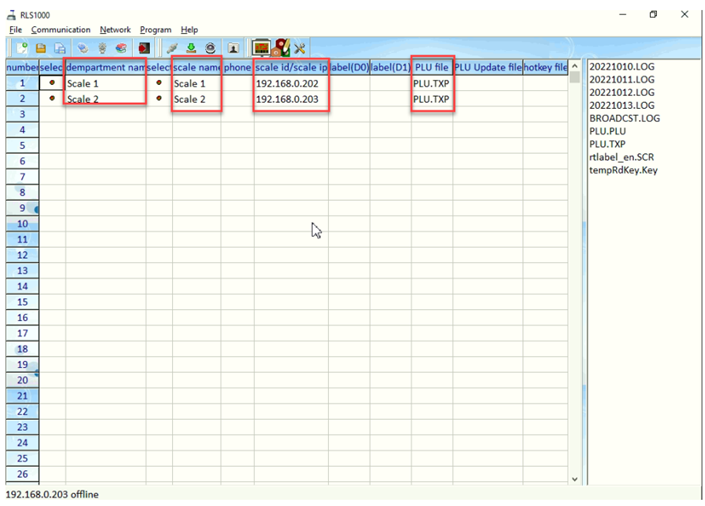 RLS1000
File Communication Network Program Help
number selec dempartment nam select scale name phone scale id/scale ip label(D0) label(D1) PLU file PLU Update file hotkey file
1 Scale 1 Scale 1 192.168.0.202 PLU.TXP
2 Scale 2 Scale 2 192.168.0.203 PLU.TXP
3
4
5
6
7
8
9
10
11
12
13
14
15
16
17
18
19
20
21
22
23
24
25
26
20221010.LOG
20221011.LOG
20221012.LOG
20221013.LOG
BROADCST.LOG
PLU.PLU
PLU.TXP
rtlabel_en.SCR
tempRdKey.Key
192.168.0.203 offline